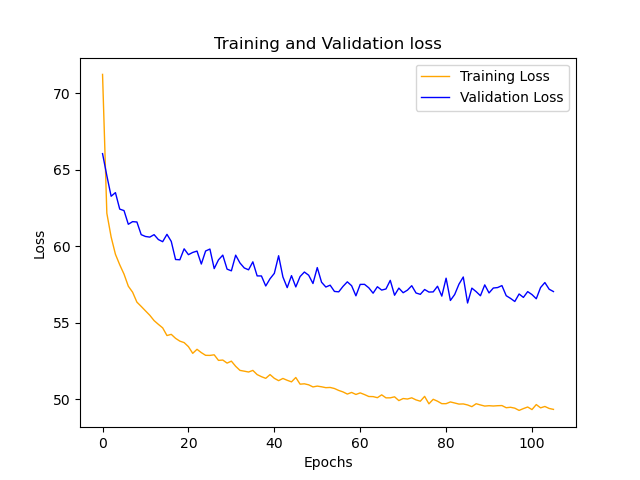 Training and Validation loss
Training Loss
Validation Loss
70
65
60
55
50
Loss
0 20 40 60 80 100
Epochs